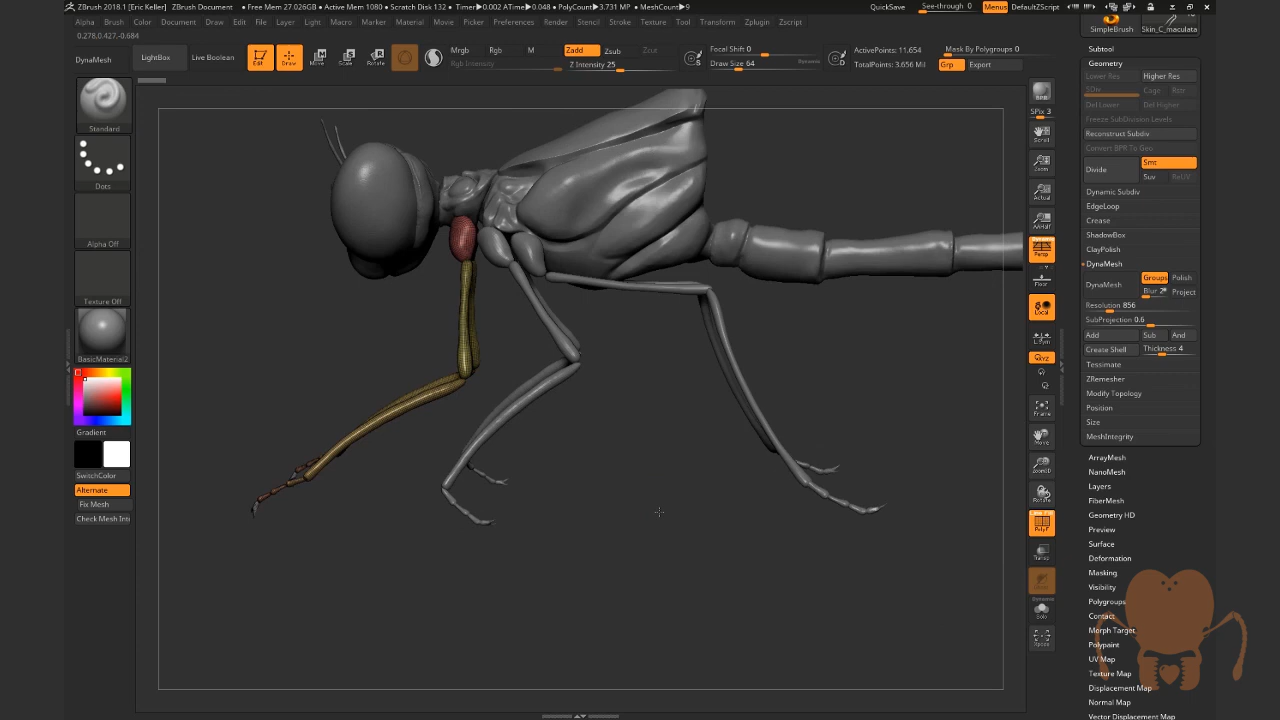 ZBrush 2018.1 [Eric Keller] ZBrush Document • Free Mem 27.026GB • Active Mem 1080 • Scratch Disk 132 • Timer▶0.002 ATime▶0.048 • PolyCount▶3.731 MP • MeshCount▶9 QuickSave See-through 0 Menus DefaultZScript
Alpha Brush Color Document Draw Edit File Layer Light Macro Marker Material Movie Picker Preferences Render Stencil Stroke Texture Tool Transform Zplugin Zscript
0.278,0.427,-0.684
DynaMesh LightBox Live Boolean
Edit Draw Move Scale Rotate
Mrgb Rgb M
Rgb Intensity
Zadd Zsub Zcut
Z Intensity 25
Focal Shift 0
Draw Size 64 Dynamic
ActivePoints: 11,654
TotalPoints: 3.656 Mil
Mask By Polygroups 0
Grp Export
Standard
Dots
Alpha Off
Texture Off
BasicMaterial2
Gradient
SwitchColor
Alternate
Fix Mesh
Check Mesh Int
BPR
SPix 3
Scroll
Zoom
Actual
AAHalf
Dynamic
Persp
Floor
Local
L.Sym
XYZ
Frame
Move
Zoom3D
Rotate
Line Fill
PolyF
Transp
Dynamic
Solo
Xpose
SimpleBrush Skin_C_maculata
Subtool
Geometry
Lower Res Higher Res
SDiv Cage Rstr
Del Lower Del Higher
Freeze SubDivision Levels
Reconstruct Subdiv
Convert BPR To Geo
Divide Smt
Suv ReUV
Dynamic Subdiv
EdgeLoop
Crease
ShadowBox
ClayPolish
DynaMesh
DynaMesh Groups Polish
Blur 2 Project
Resolution 856
SubProjection 0.6
Add Sub And
Create Shell Thickness 4
Tessimate
ZRemesher
Modify Topology
Position
Size
MeshIntegrity
ArrayMesh
NanoMesh
Layers
FiberMesh
Geometry HD
Preview
Surface
Deformation
Masking
Visibility
Polygroups
Contact
Morph Target
Polypaint
UV Map
Texture Map
Displacement Map
Normal Map
Vector Displacement Map